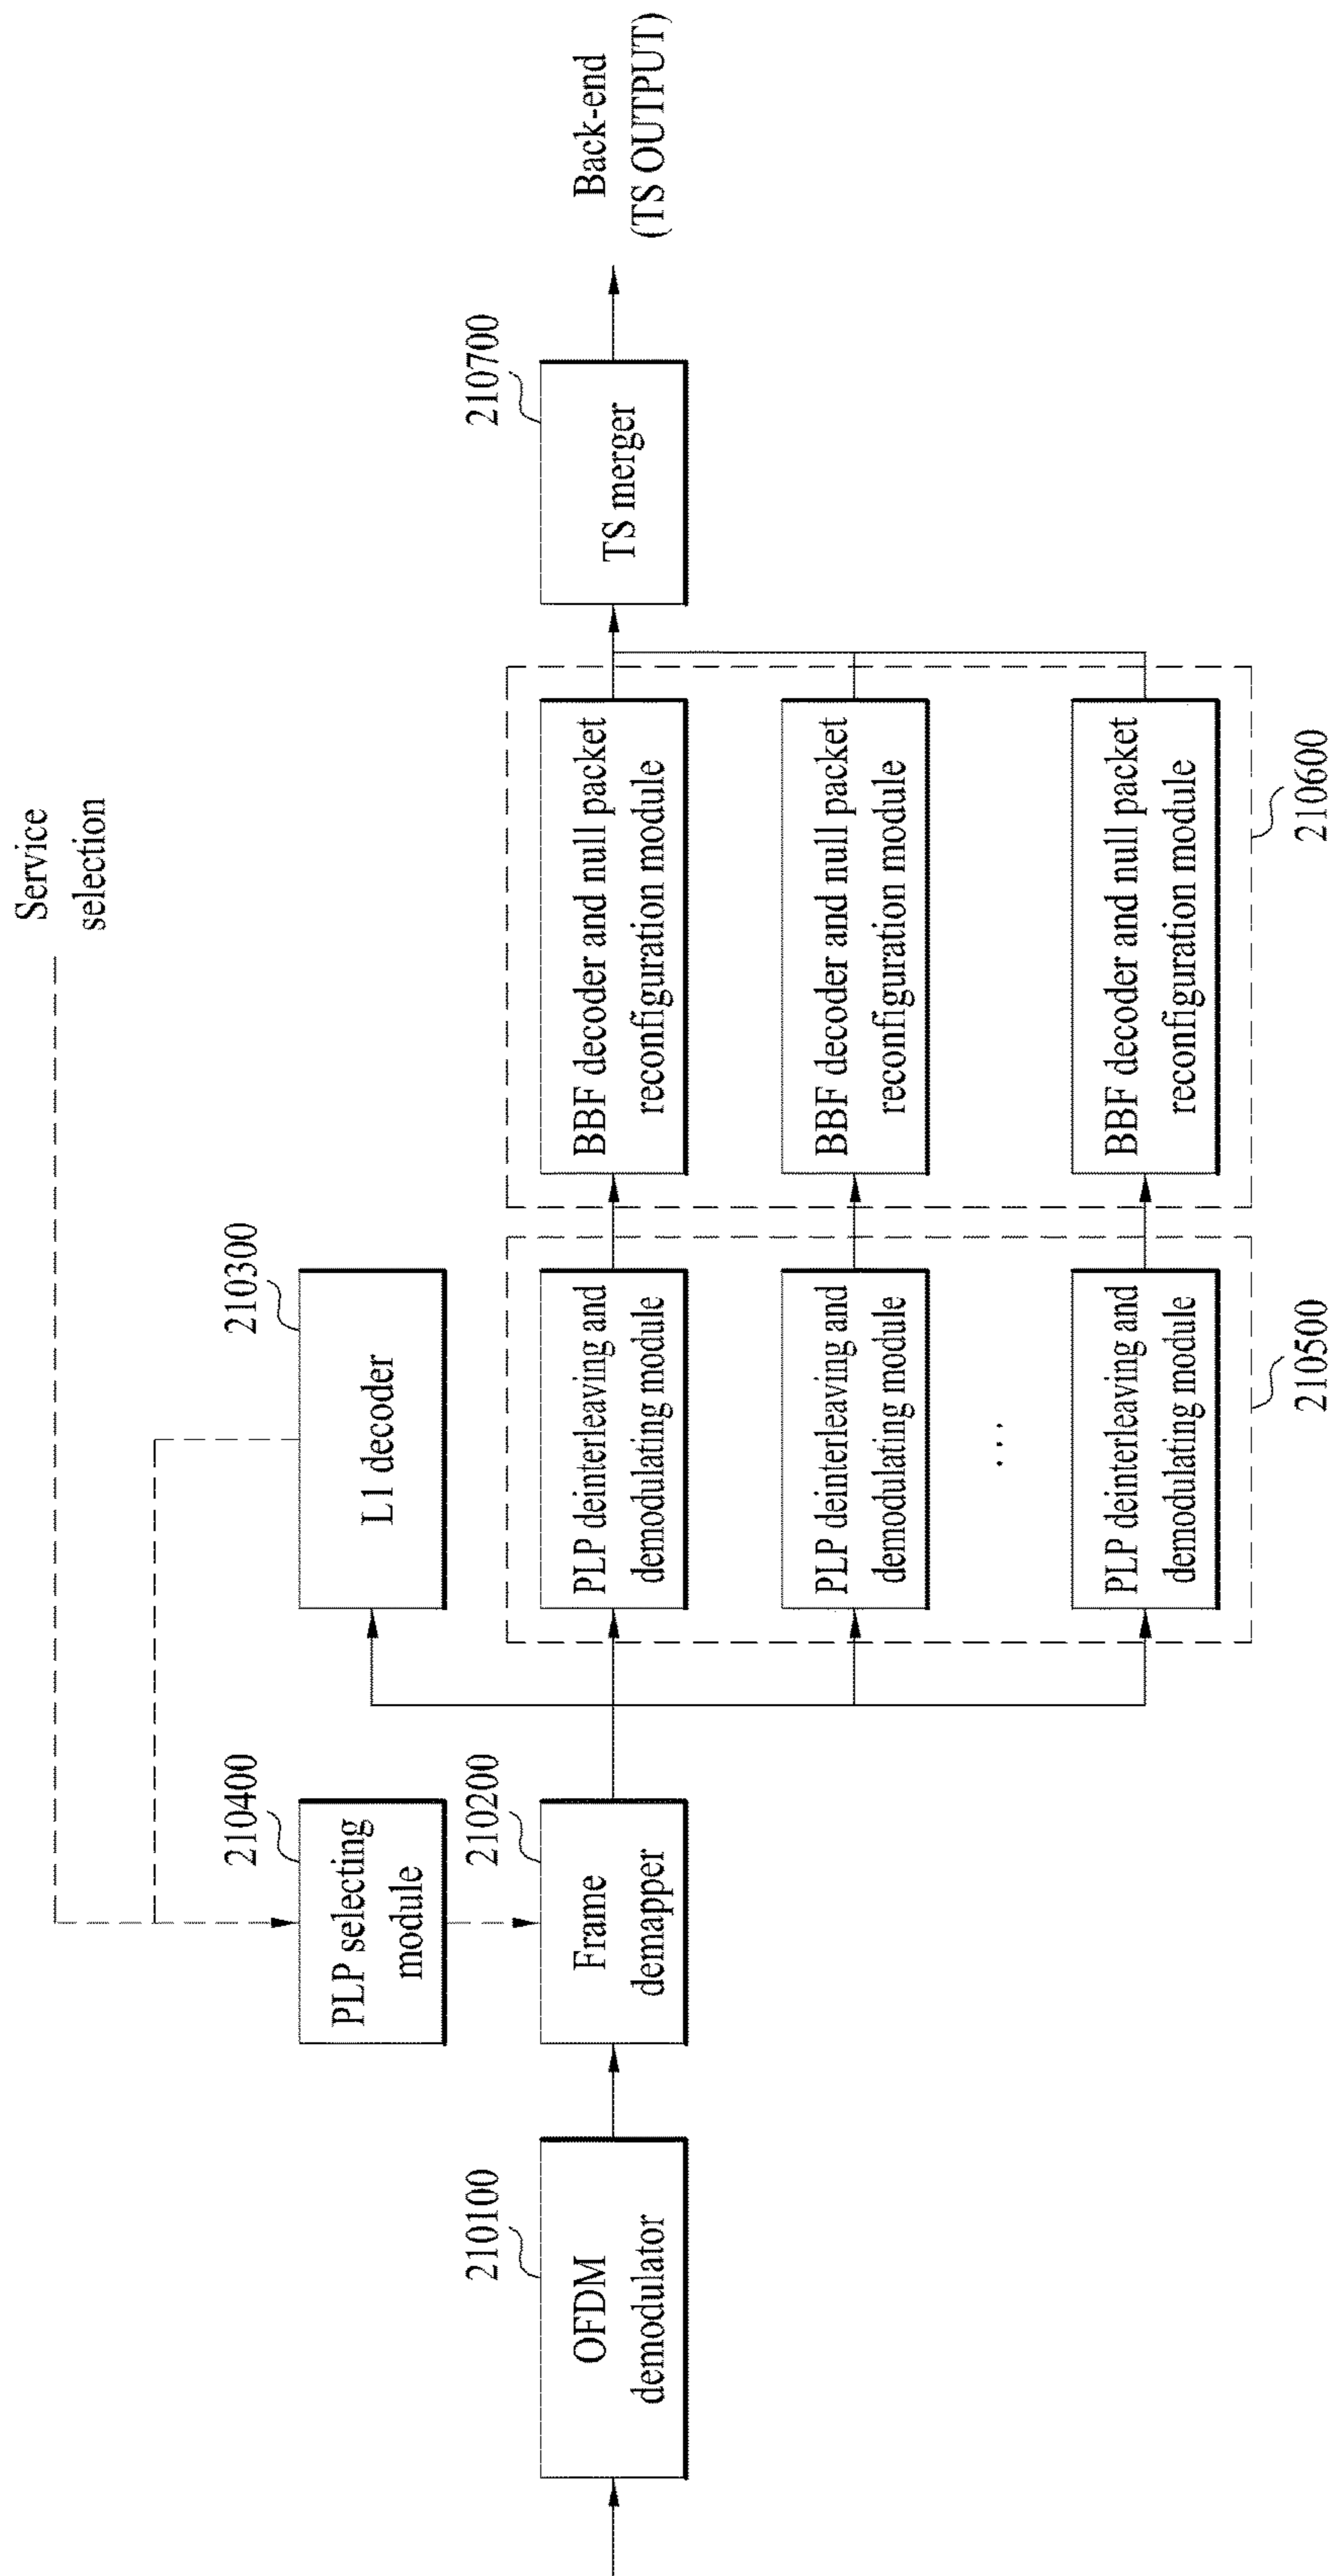 Service
selection
210400
PLP selecting
module
210300
L1 decoder
210100
OFDM
demodulator
210200
Frame
demapper
PLP deinterleaving and
demodulating module
BBF decoder and null packet
reconfiguration module
210700
TS merger
Back-end
(TS OUTPUT)
PLP deinterleaving and
demodulating module
BBF decoder and null packet
reconfiguration module
...
PLP deinterleaving and
demodulating module
BBF decoder and null packet
reconfiguration module
210500
210600